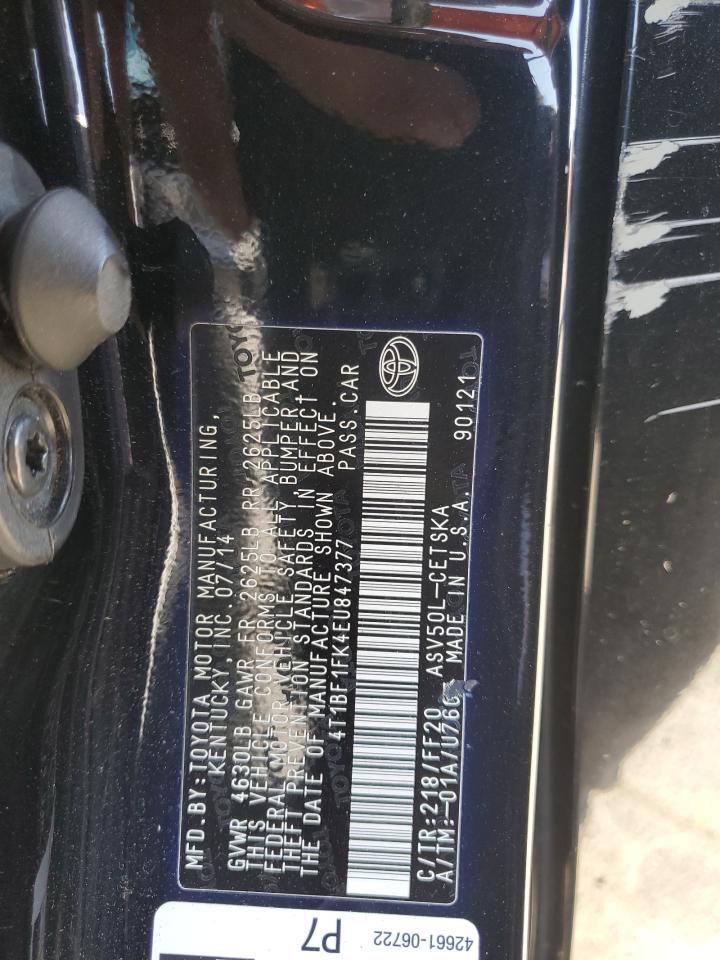 MFD.BY:TOYOTA MOTOR MANUFACTURING,
KENTUCKY, INC. 07/14
GVWR 4630LB GAWR FR 2625LB RR 2625LB
THIS VEHICLE CONFORMS TO ALL APPLICABLE
FEDERAL MOTOR VEHICLE SAFETY, BUMPER AND
THEFT PREVENTION STANDARDS IN EFFECT ON
THE DATE OF MANUFACTURE SHOWN ABOVE.
4T1BF1FK4EU847377 PASS.CAR
C/TR:218/FF20 ASV50L-CETSKA
A/TM:-01A/U760E MADE IN U.S.A. 90121
P7
42661-06722